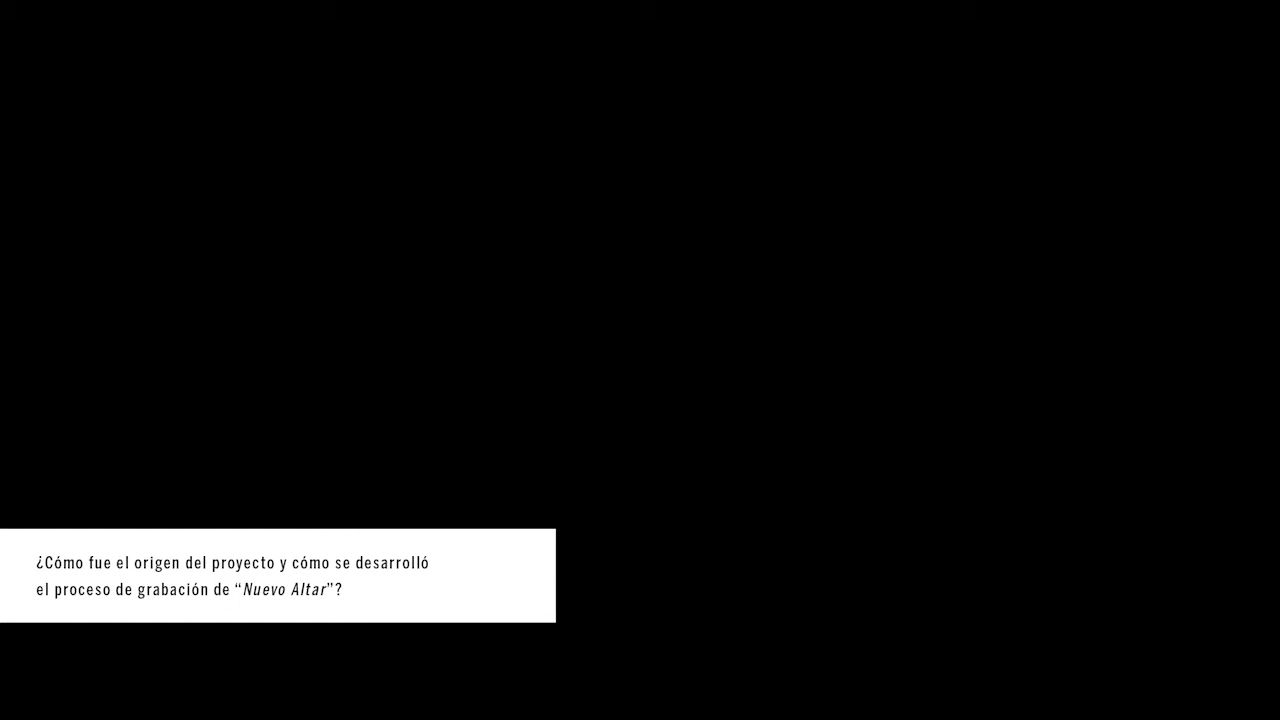 ¿Cómo fue el origen del proyecto y cómo se desarrolló
el proceso de grabación de “Nuevo Altar”?